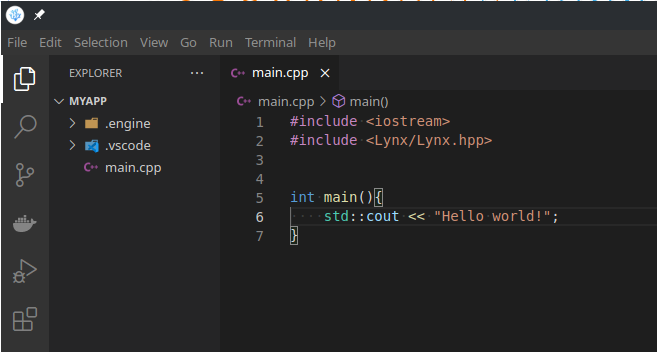 File Edit Selection View Go Run Terminal Help
EXPLORER ···
MYAPP
.engine
.vscode
main.cpp
main.cpp
main.cpp > main()
1 #include <iostream>
2 #include <Lynx/Lynx.hpp>
3
4
5 int main(){
6     std::cout << "Hello world!";
7 }